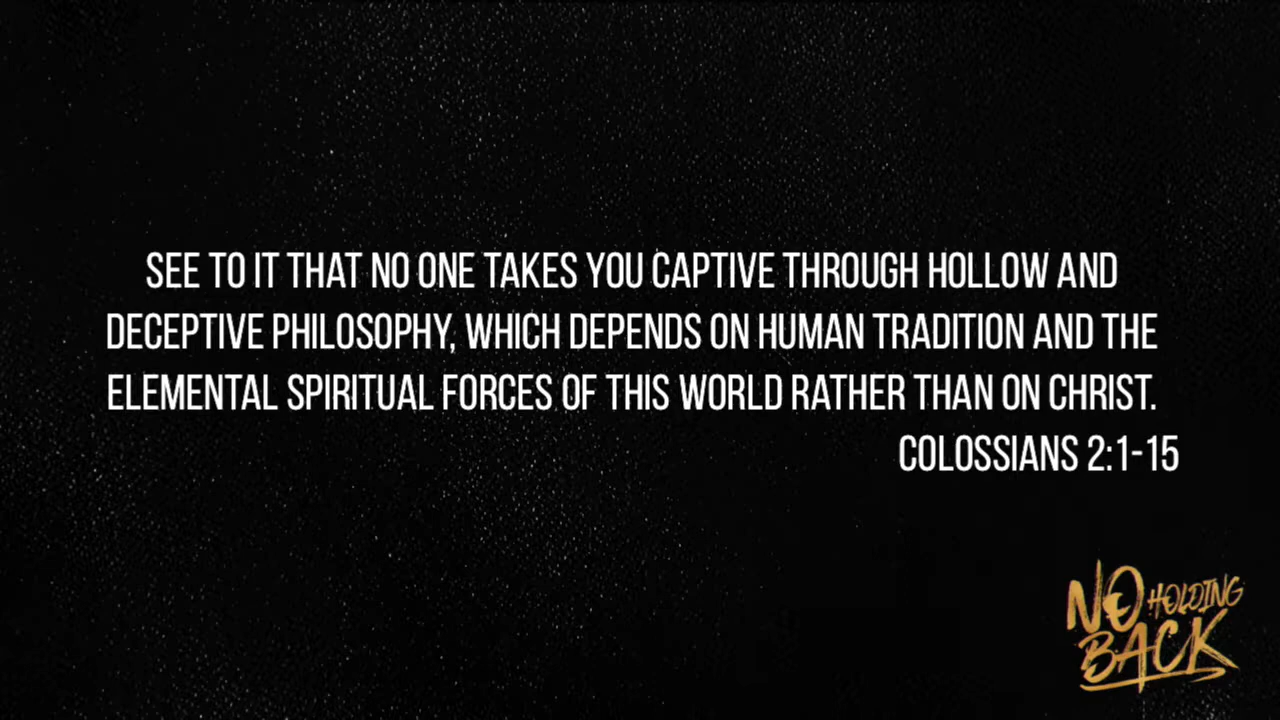 SEE TO IT THAT NO ONE TAKES YOU CAPTIVE THROUGH HOLLOW AND
DECEPTIVE PHILOSOPHY, WHICH DEPENDS ON HUMAN TRADITION AND THE
ELEMENTAL SPIRITUAL FORCES OF THIS WORLD RATHER THAN ON CHRIST.
COLOSSIANS 2:1-15
NO HOLDING
BACK